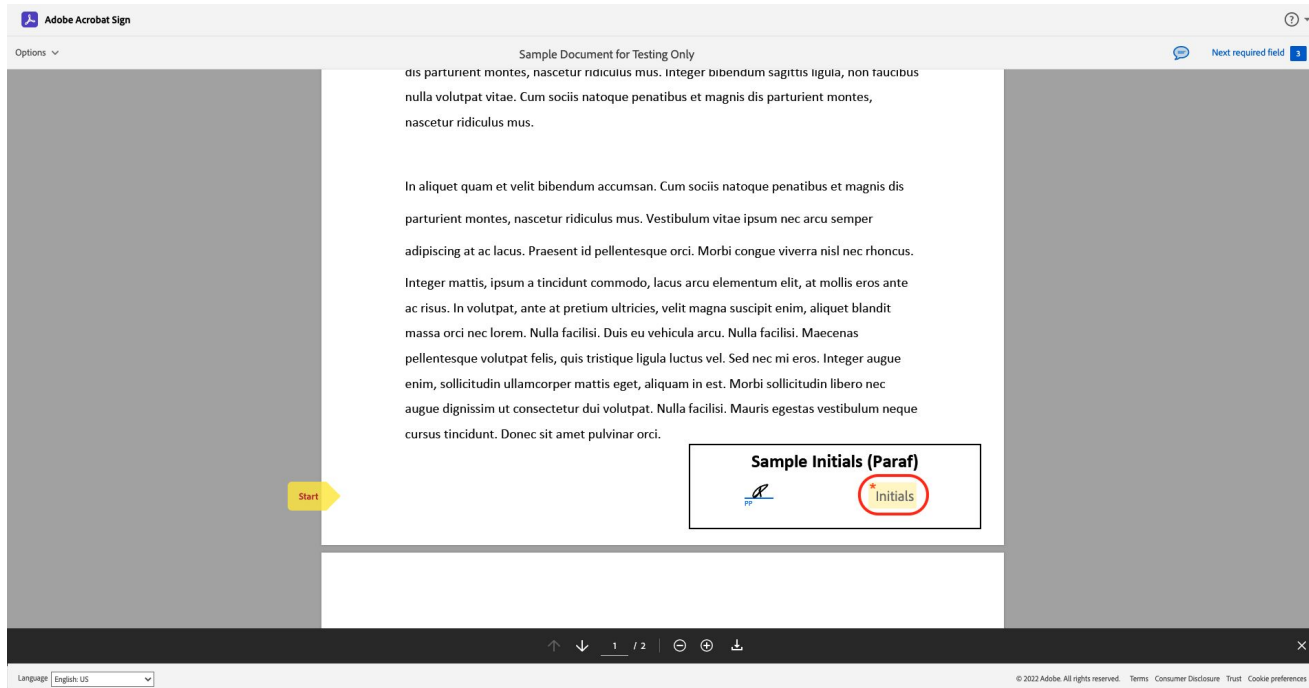 Adobe Acrobat Sign
?
Options
Sample Document for Testing Only
Next required field 3
dis parturient montes, nascetur ridiculus mus. Integer bibendum sagittis ligula, non faucibus
nulla volutpat vitae. Cum sociis natoque penatibus et magnis dis parturient montes,
nascetur ridiculus mus.
In aliquet quam et velit bibendum accumsan. Cum sociis natoque penatibus et magnis dis
parturient montes, nascetur ridiculus mus. Vestibulum vitae ipsum nec arcu semper
adipiscing at ac lacus. Praesent id pellentesque orci. Morbi congue viverra nisl nec rhoncus.
Integer mattis, ipsum a tincidunt commodo, lacus arcu elementum elit, at mollis eros ante
ac risus. In volutpat, ante at pretium ultricies, velit magna suscipit enim, aliquet blandit
massa orci nec lorem. Nulla facilisi. Duis eu vehicula arcu. Nulla facilisi. Maecenas
pellentesque volutpat felis, quis tristique ligula luctus vel. Sed nec mi eros. Integer augue
enim, sollicitudin ullamcorper mattis eget, aliquam in est. Morbi sollicitudin libero nec
augue dignissim ut consectetur dui volutpat. Nulla facilisi. Mauris egestas vestibulum neque
cursus tincidunt. Donec sit amet pulvinar orci.
Sample Initials (Paraf)
Start
PP
* Initials
1 / 2
Language English: US
© 2022 Adobe. All rights reserved. Terms Consumer Disclosure Trust Cookie preferences